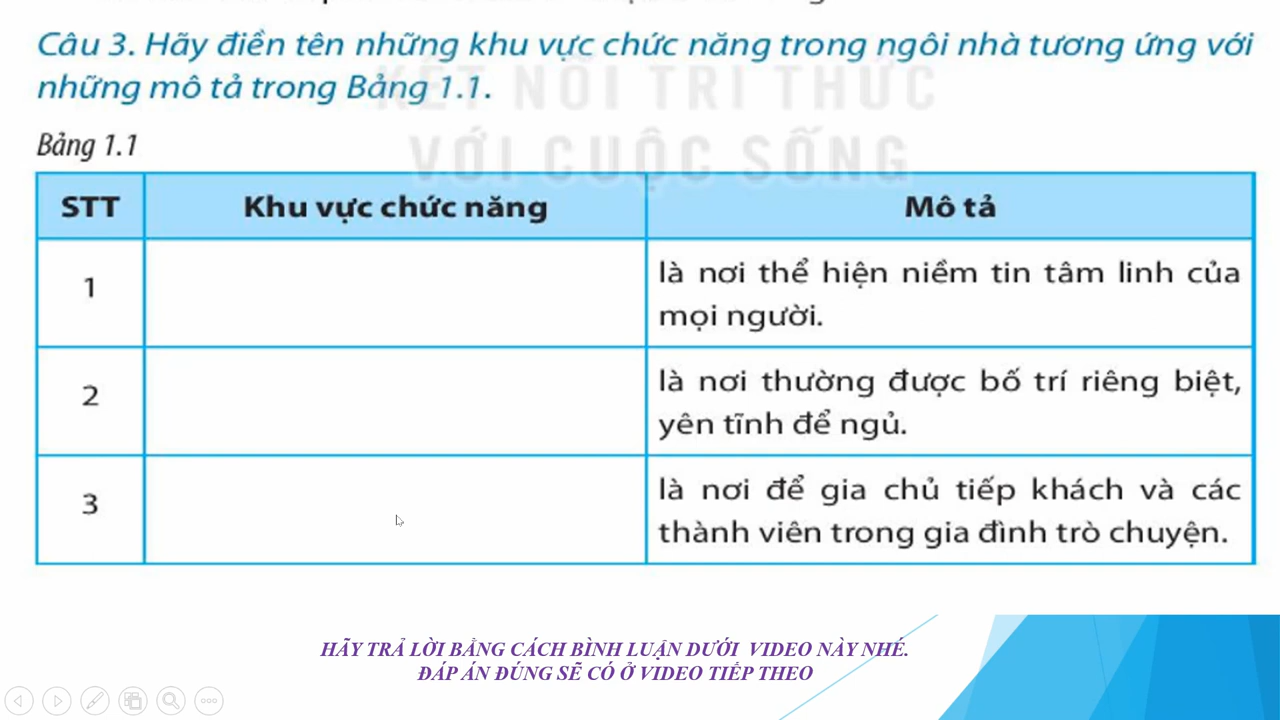 Câu 3. Hãy điền tên những khu vực chức năng trong ngôi nhà tương ứng với
những mô tả trong Bảng 1.1.
KẾT NỐI TRI THỨC
VỚI CUỘC SỐNG
Bảng 1.1
STT Khu vực chức năng Mô tả
1 là nơi thể hiện niềm tin tâm linh của
mọi người.
2 là nơi thường được bố trí riêng biệt,
yên tĩnh để ngủ.
3 là nơi để gia chủ tiếp khách và các
thành viên trong gia đình trò chuyện.
HÃY TRẢ LỜI BẰNG CÁCH BÌNH LUẬN DƯỚI VIDEO NÀY NHÉ.
ĐÁP ÁN ĐÚNG SẼ CÓ Ở VIDEO TIẾP THEO